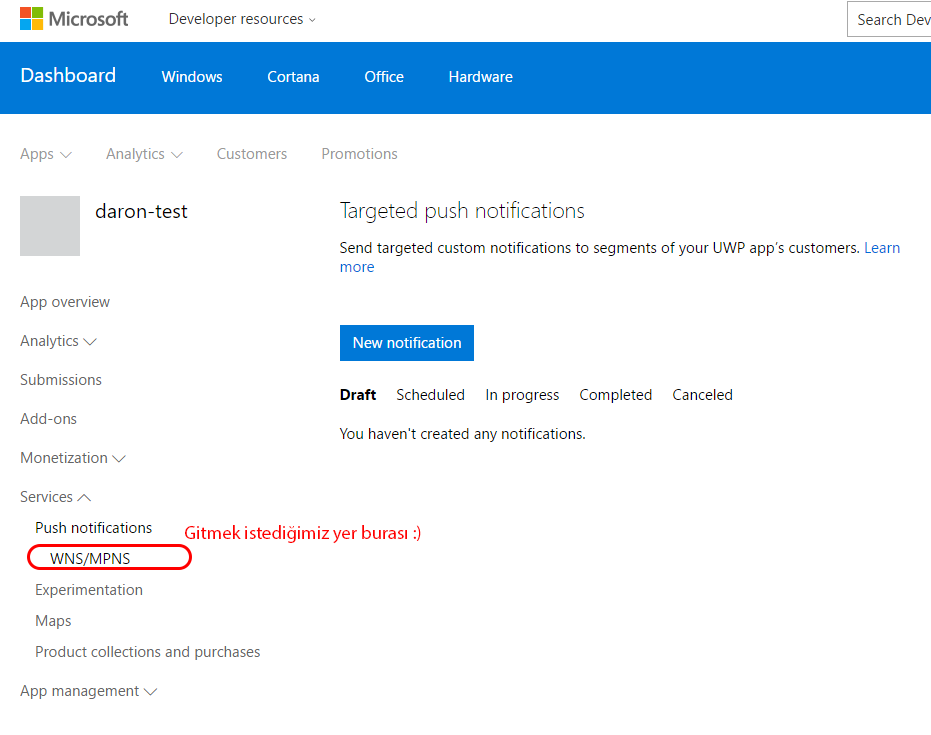 Microsoft Developer resources Search Dev
Dashboard Windows Cortana Office Hardware
Apps Analytics Customers Promotions
daron-test
Targeted push notifications
Send targeted custom notifications to segments of your UWP app's customers. Learn
more
New notification
Draft Scheduled In progress Completed Canceled
You haven't created any notifications.
App overview
Analytics
Submissions
Add-ons
Monetization
Services
Push notifications
Gitmek istediğimiz yer burası :)
WNS/MPNS
Experimentation
Maps
Product collections and purchases
App management